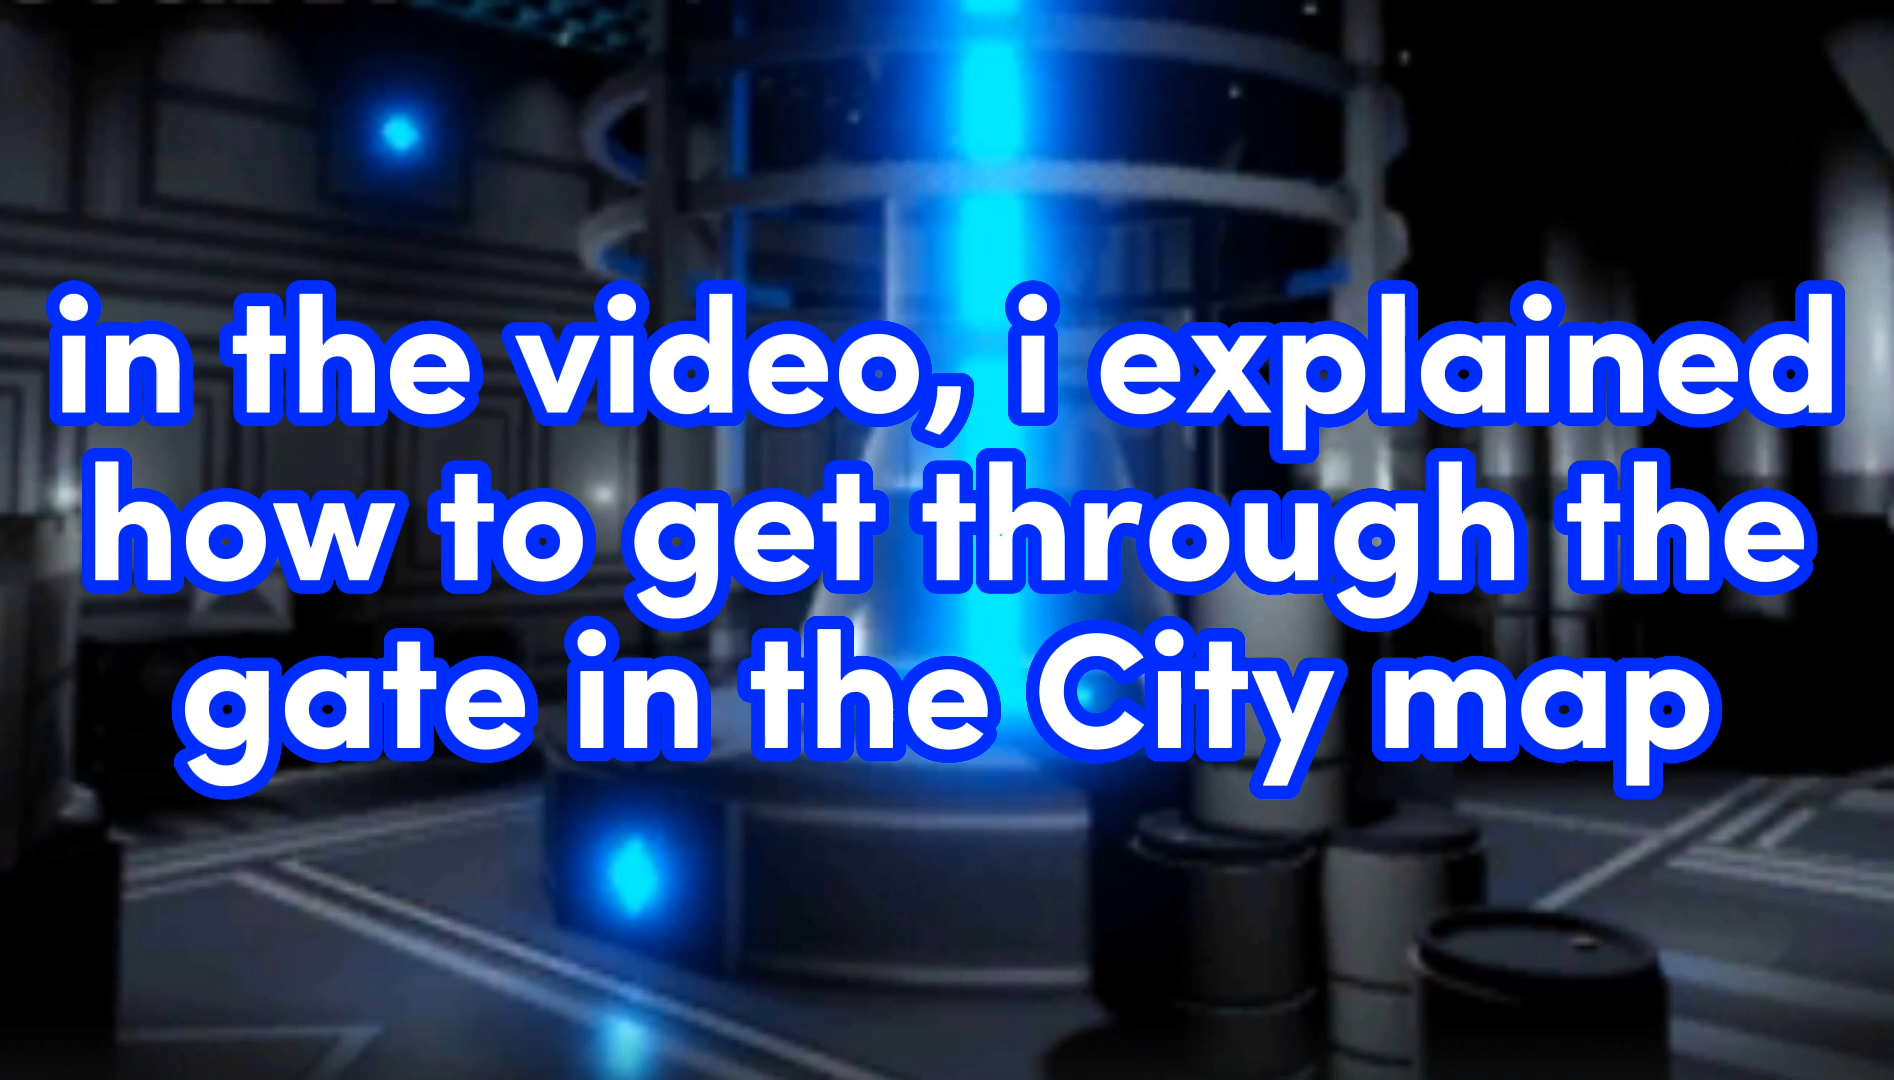 in the video, i explained
how to get through the
gate in the City map